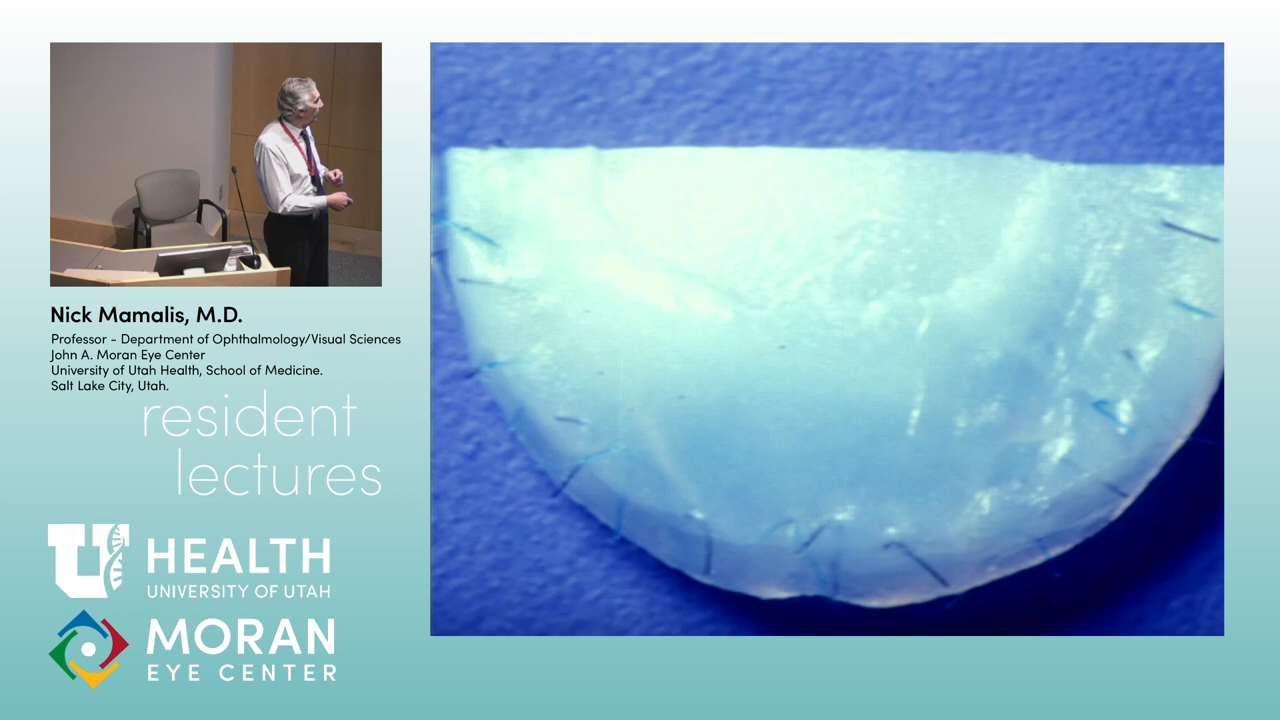 Nick Mamalis, M.D.
Professor - Department of Ophthalmology/Visual Sciences
John A. Moran Eye Center
University of Utah Health, School of Medicine.
Salt Lake City, Utah.
resident
lectures
U HEALTH
UNIVERSITY OF UTAH
MORAN
EYE CENTER